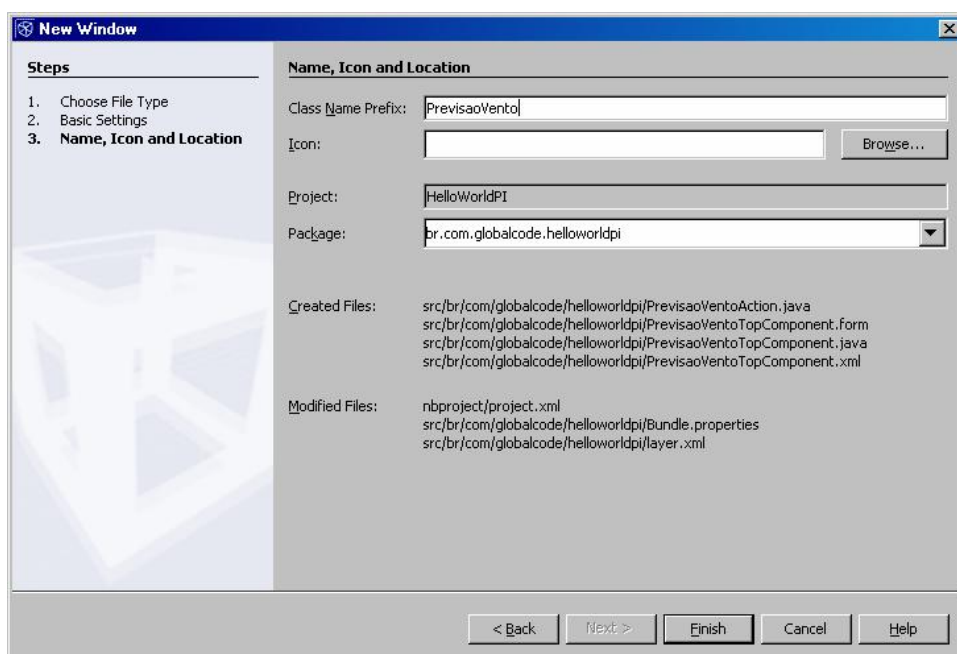 New Window
Steps
1. Choose File Type
2. Basic Settings
3. Name, Icon and Location
Name, Icon and Location
Class Name Prefix: PrevisaoVento
Icon: Browse...
Project: HelloWorldPI
Package: br.com.globalcode.helloworldpi
Created Files: src/br/com/globalcode/helloworldpi/PrevisaoVentoAction.java
src/br/com/globalcode/helloworldpi/PrevisaoVentoTopComponent.form
src/br/com/globalcode/helloworldpi/PrevisaoVentoTopComponent.java
src/br/com/globalcode/helloworldpi/PrevisaoVentoTopComponent.xml
Modified Files: nbproject/project.xml
src/br/com/globalcode/helloworldpi/Bundle.properties
src/br/com/globalcode/helloworldpi/layer.xml
< Back Next > Finish Cancel Help